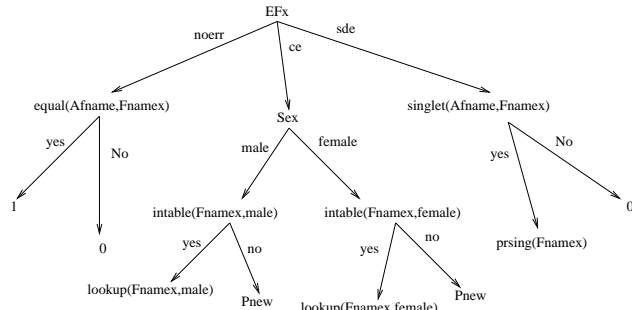 EFx
noerr ce sde
equal(Afname,Fnamex) Sex singlet(Afname,Fnamex)
yes No male female yes No
1 0 intable(Fnamex,male) intable(Fnamex,female) prsing(Fnamex) 0
yes no yes no
lookup(Fnamex,male) Pnew lookup(Fnamex,female) Pnew